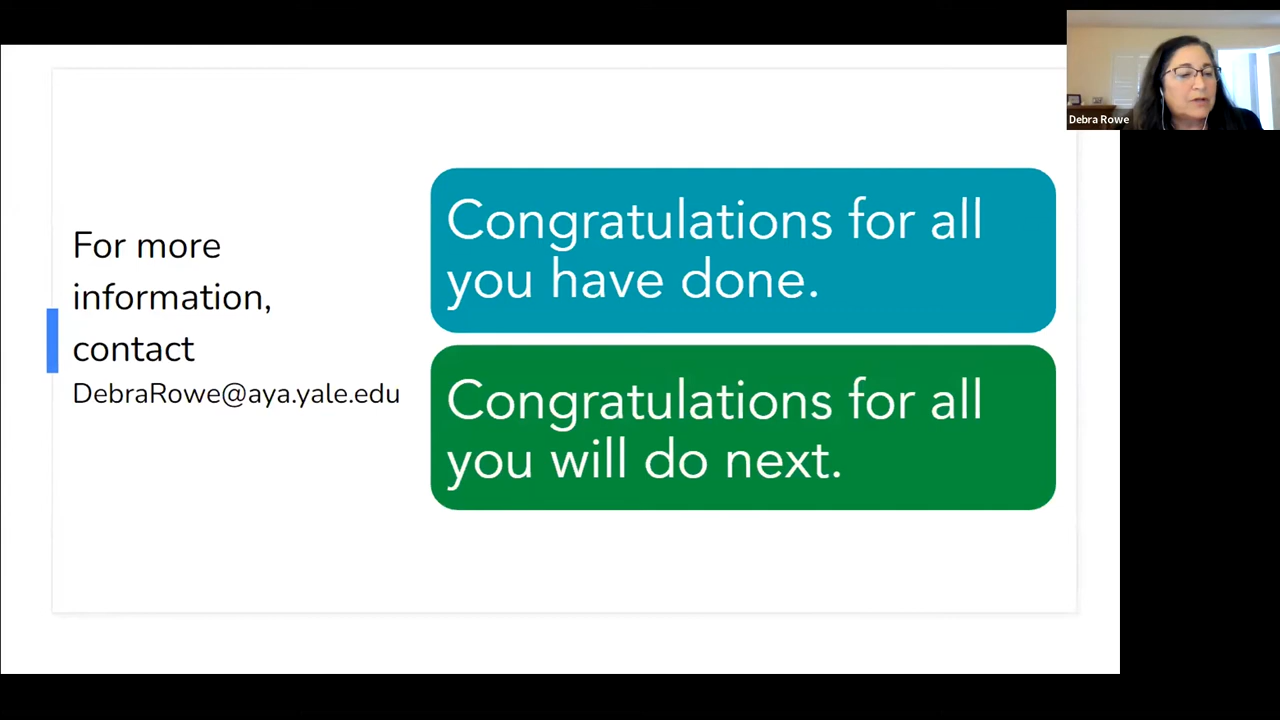 For more
information,
contact
DebraRowe@aya.yale.edu
Congratulations for all
you have done.
Congratulations for all
you will do next.
Debra Rowe